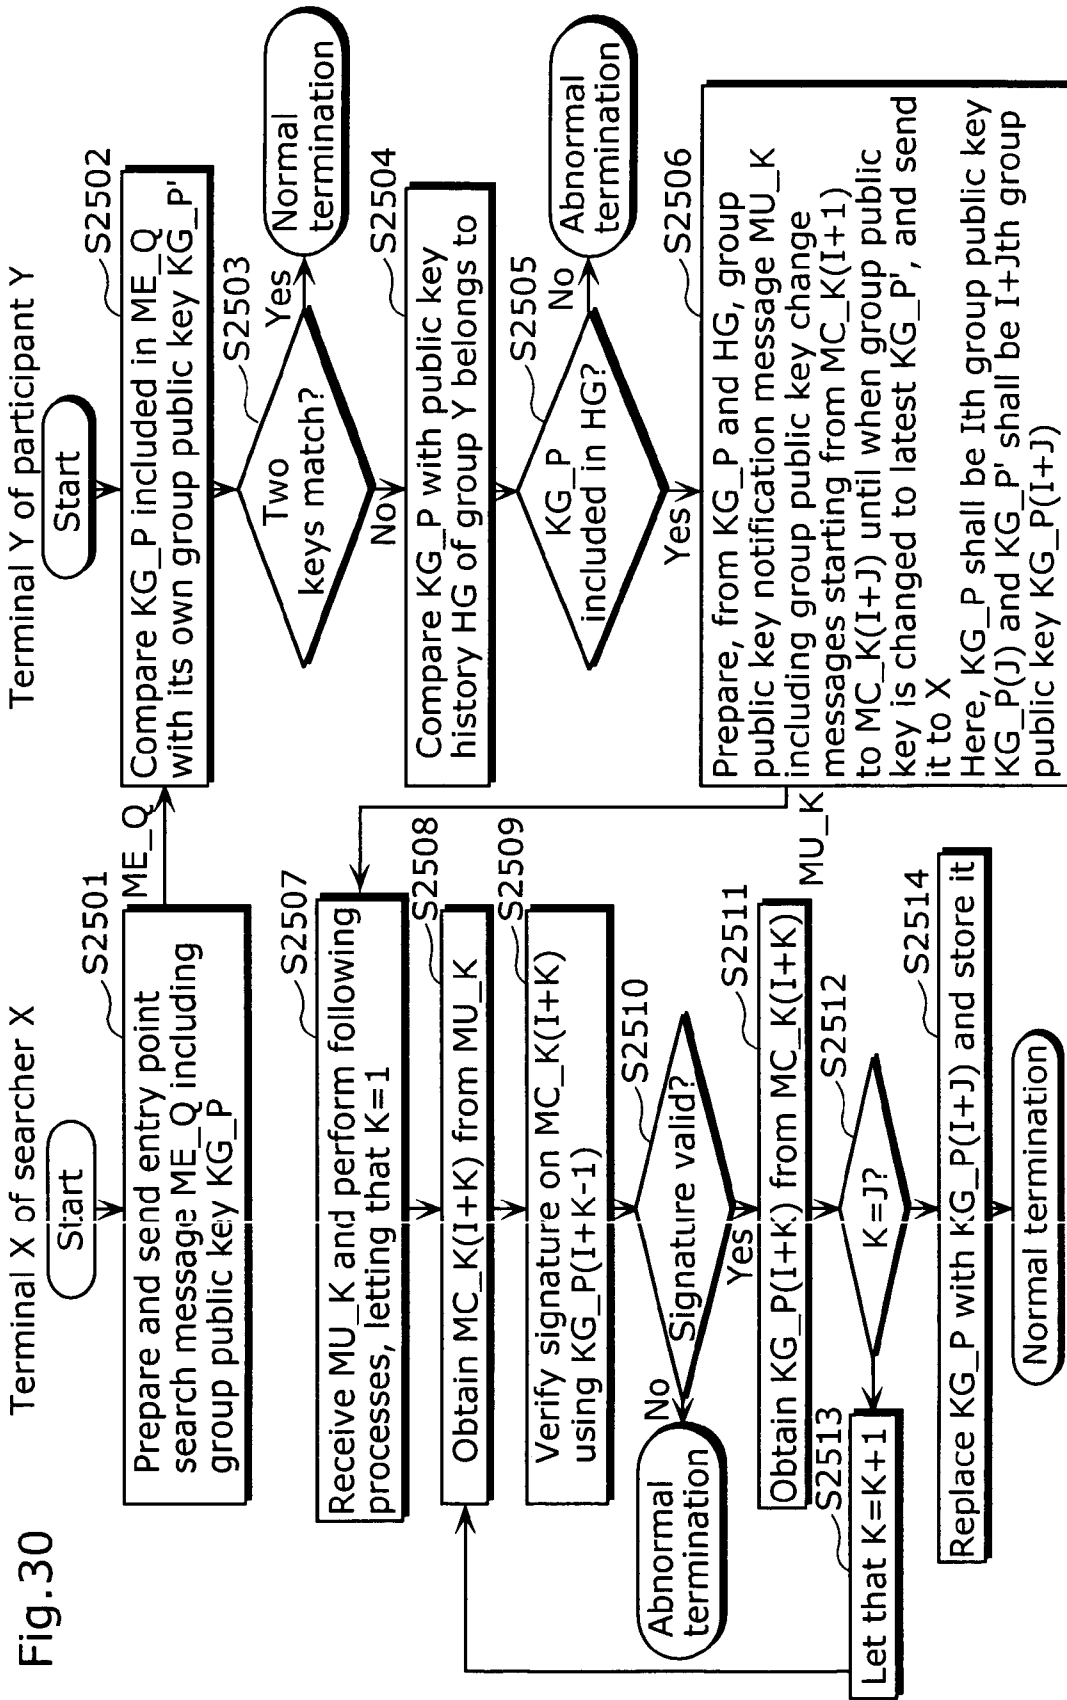 Fig.30
Terminal X of searcher X
Start
S2501
Prepare and send entry point
search message ME_Q including
group public key KG_P
ME_Q
S2507
Receive MU_K and perform following
processes, letting that K=1
S2508
Obtain MC_K(I+K) from MU_K
S2509
Verify signature on MC_K(I+K)
using KG_P(I+K-1)
S2510
Signature valid?
No
Abnormal
termination
Yes
S2511
Obtain KG_P(I+K) from MC_K(I+K)
S2512
K=J?
S2513
Let that K=K+1
S2514
Replace KG_P with KG_P(I+J) and store it
Normal termination
Terminal Y of participant Y
Start
S2502
Compare KG_P included in ME_Q
with its own group public key KG_P'
S2503
Two
keys match?
Yes
Normal
termination
No
S2504
Compare KG_P with public key
history HG of group Y belongs to
S2505
KG_P
included in HG?
No
Abnormal
termination
Yes
S2506
Prepare, from KG_P and HG, group
public key notification message MU_K
including group public key change
messages starting from MC_K(I+1)
to MC_K(I+J) until when group public
key is changed to latest KG_P', and send
it to X
Here, KG_P shall be Ith group public key
KG_P(J) and KG_P' shall be I+Jth group
public key KG_P(I+J)
MU_K